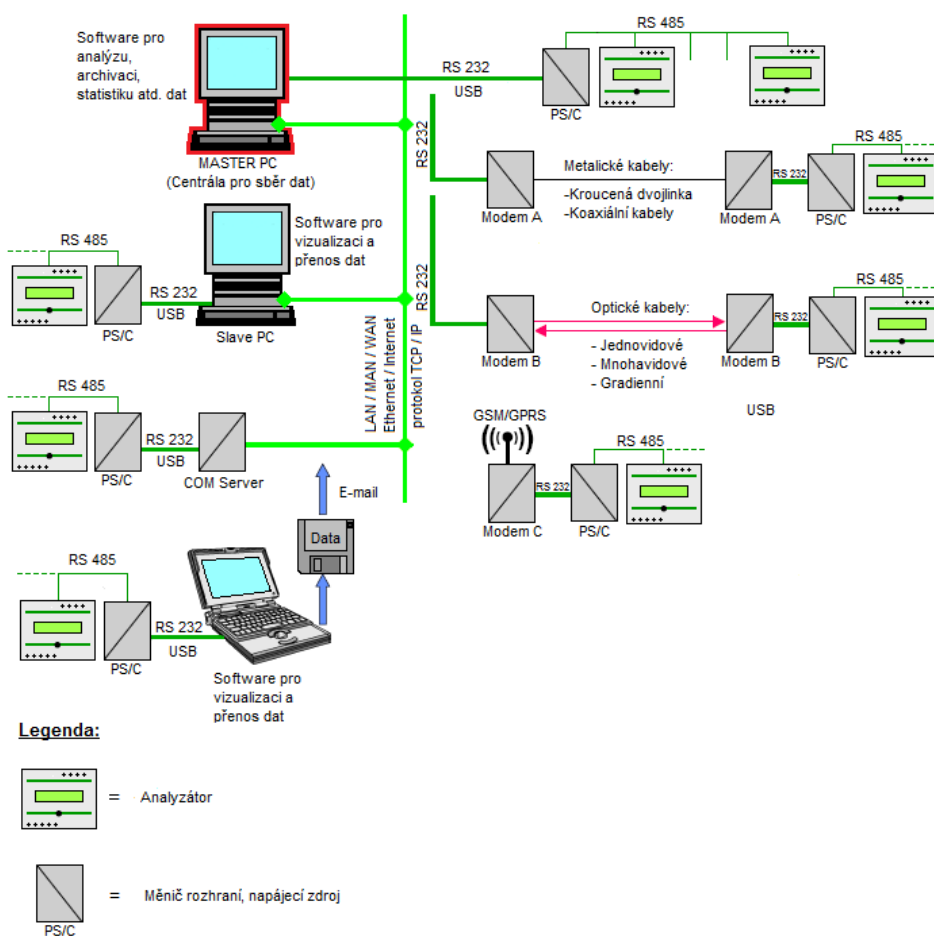 Software pro
analýzu,
archivaci,
statistiku atd. dat
MASTER PC
(Centrála pro sběr dat)
RS 232
USB
PS/C
RS 485
RS 232
Modem A
Metalické kabely:
-Kroucená dvojlinka
-Koaxiální kabely
Modem A
RS 232
PS/C
RS 485
Software pro
vizualizaci a
přenos dat
RS 485
PS/C
RS 232
USB
Slave PC
RS 232
Modem B
Optické kabely:
- Jednovidové
- Mnohavidové
- Gradienní
Modem B
RS 232
PS/C
RS 485
USB
LAN / MAN / WAN
Ethernet / Internet
protokol TCP / IP
RS 485
PS/C
RS 232
USB
COM Server
GSM/GPRS
Modem C
RS 232
PS/C
RS 485
E-mail
Data
RS 485
PS/C
RS 232
USB
Software pro
vizualizaci a
přenos dat
Legenda:
= Analyzátor
= Měnič rozhraní, napájecí zdroj
PS/C